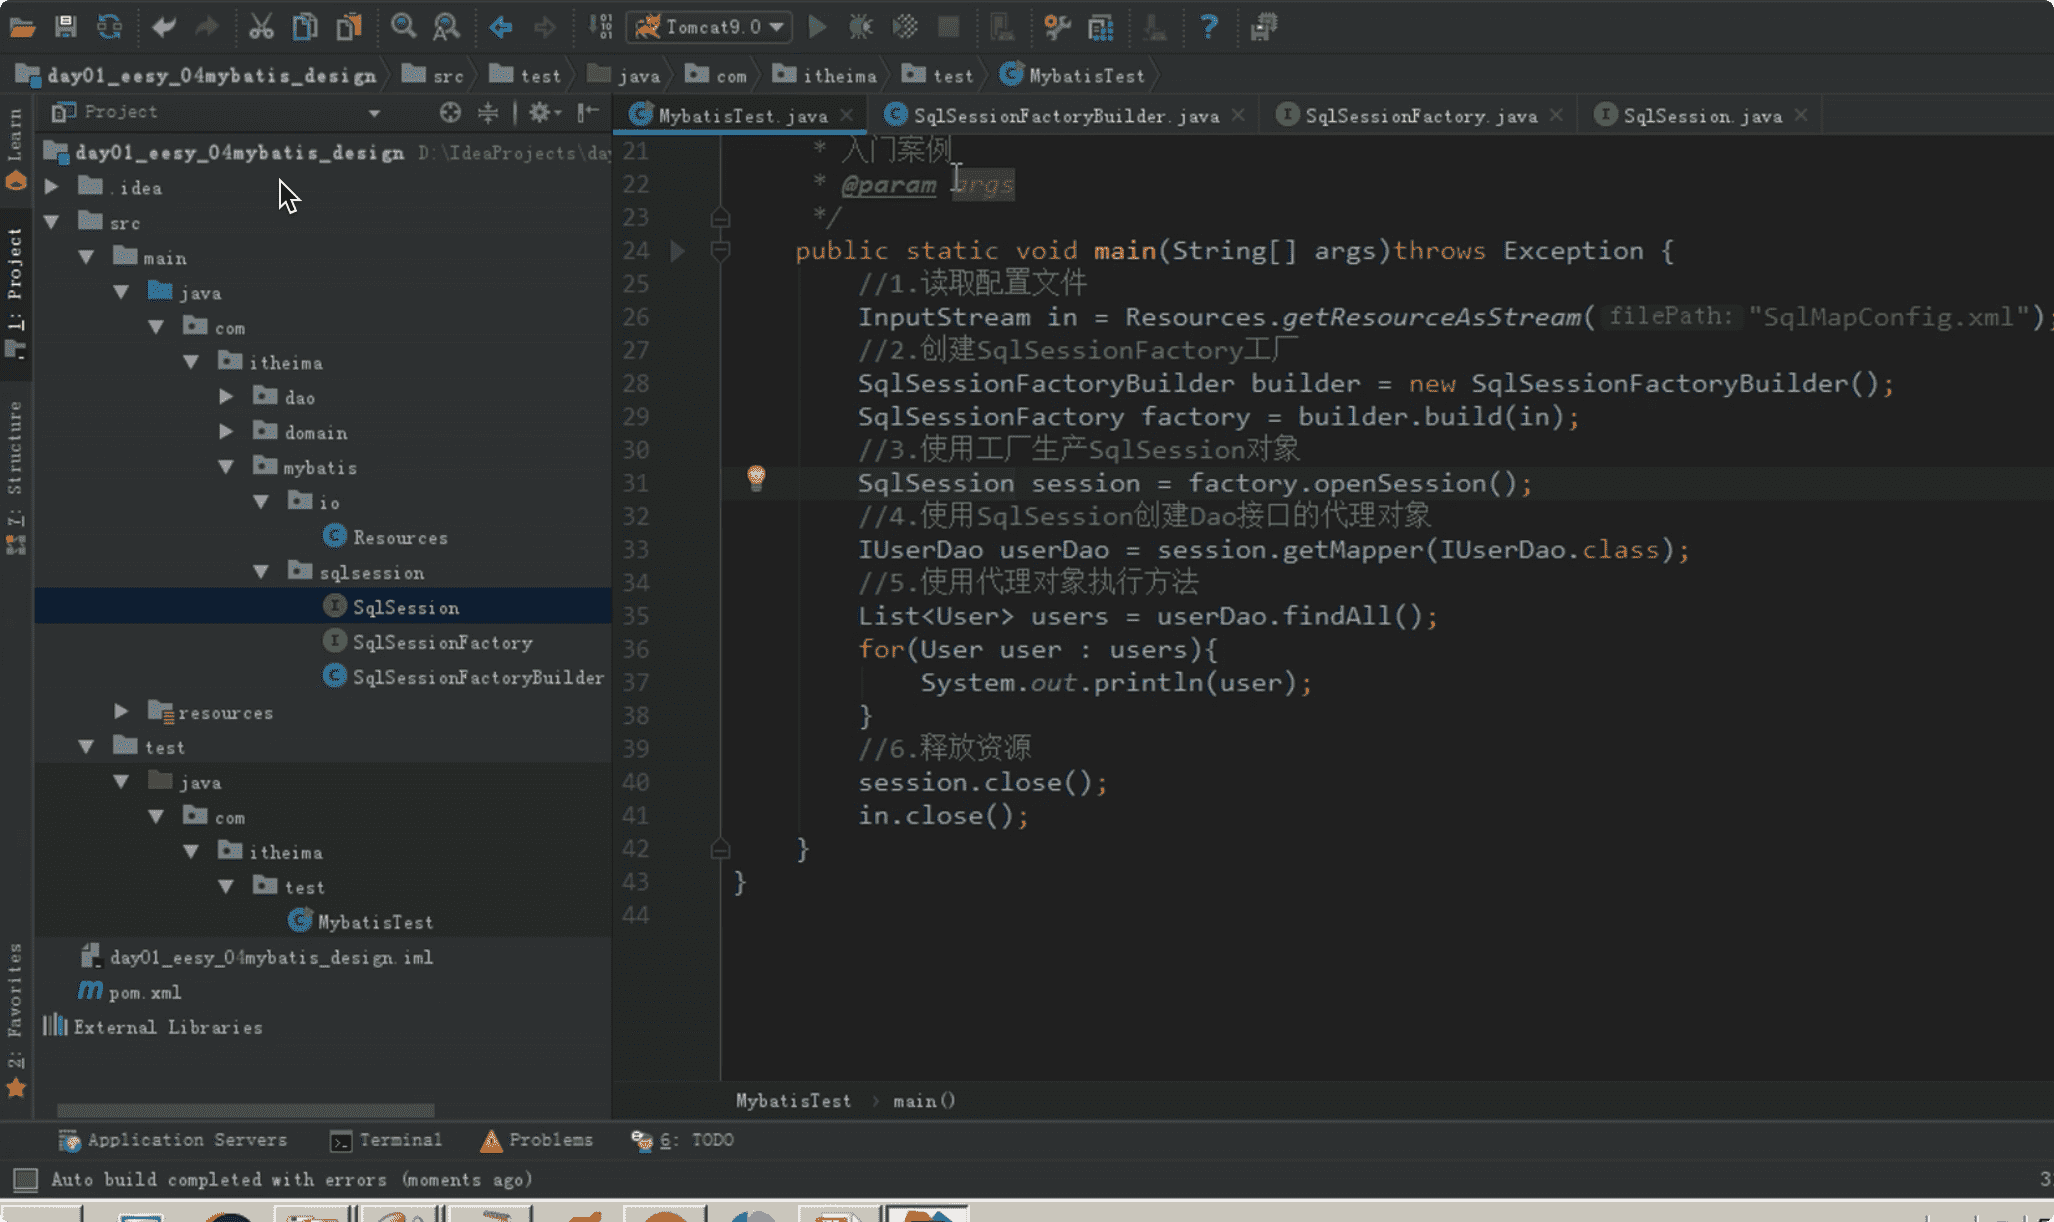 Tomcat9.0
day01_eesy_04mybatis_design src test java com itheima test MybatisTest
Project
MybatisTest.java SqlSessionFactoryBuilder.java SqlSessionFactory.java SqlSession.java
Learn
1: Project
7: Structure
2: Favorites
day01_eesy_04mybatis_design D:\IdeaProjects\da
.idea
src
main
java
com
itheima
dao
domain
mybatis
io
Resources
sqlsession
SqlSession
SqlSessionFactory
SqlSessionFactoryBuilder
resources
test
java
com
itheima
test
MybatisTest
day01_eesy_04mybatis_design.iml
pom.xml
External Libraries
21 * 入门案例
22 * @param args
23 */
24 public static void main(String[] args)throws Exception {
25 //1.读取配置文件
26 InputStream in = Resources.getResourceAsStream( filePath: "SqlMapConfig.xml");
27 //2.创建SqlSessionFactory工厂
28 SqlSessionFactoryBuilder builder = new SqlSessionFactoryBuilder();
29 SqlSessionFactory factory = builder.build(in);
30 //3.使用工厂生产SqlSession对象
31 SqlSession session = factory.openSession();
32 //4.使用SqlSession创建Dao接口的代理对象
33 IUserDao userDao = session.getMapper(IUserDao.class);
34 //5.使用代理对象执行方法
35 List<User> users = userDao.findAll();
36 for(User user : users){
37 System.out.println(user);
38 }
39 //6.释放资源
40 session.close();
41 in.close();
42 }
43 }
44
MybatisTest main()
Application Servers Terminal Problems 6: TODO
Auto build completed with errors (moments ago)